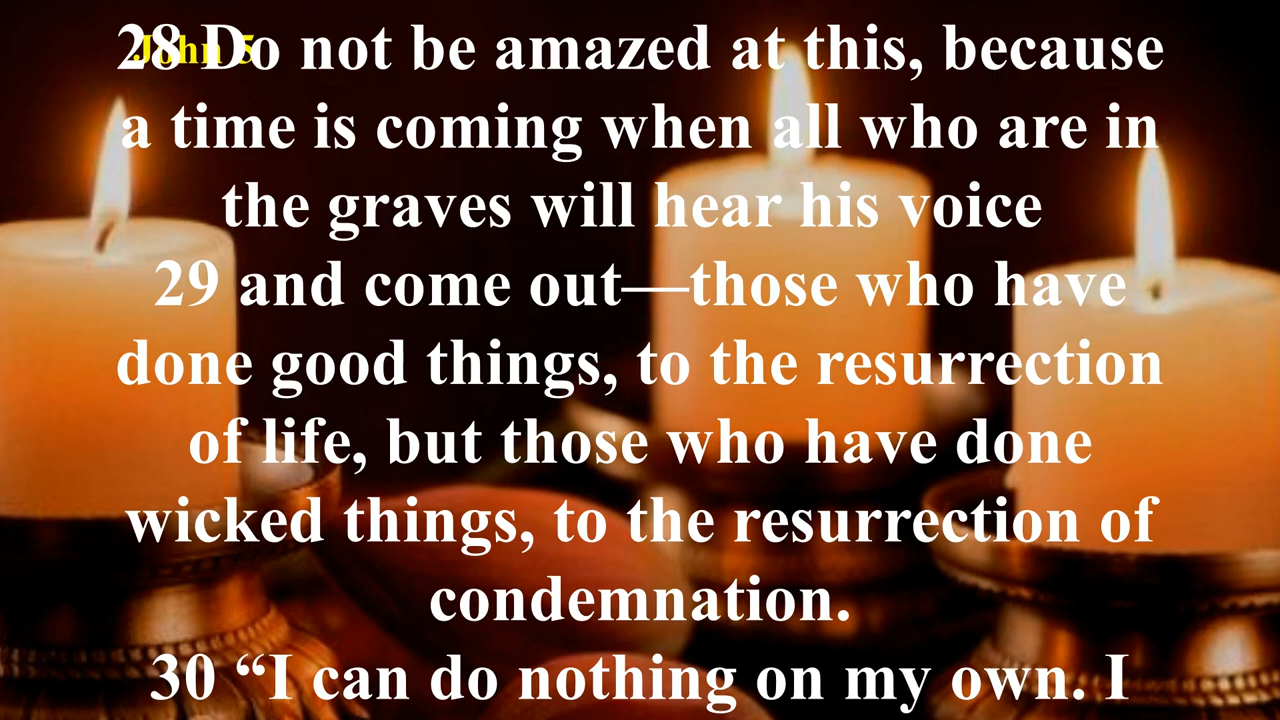 John 5
28 Do not be amazed at this, because
a time is coming when all who are in
the graves will hear his voice
29 and come out—those who have
done good things, to the resurrection
of life, but those who have done
wicked things, to the resurrection of
condemnation.
30 “I can do nothing on my own. I